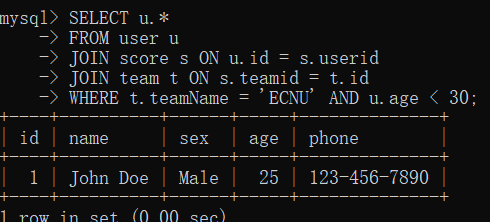 mysql> SELECT u.*
-> FROM user u
-> JOIN score s ON u.id = s.userid
-> JOIN team t ON s.teamid = t.id
-> WHERE t.teamName = 'ECNU' AND u.age < 30;
+----+----------+------+-----+--------------+
| id | name | sex | age | phone |
+----+----------+------+-----+--------------+
| 1 | John Doe | Male | 25 | 123-456-7890 |
+----+----------+------+-----+--------------+
1 row in set (0.00 sec)